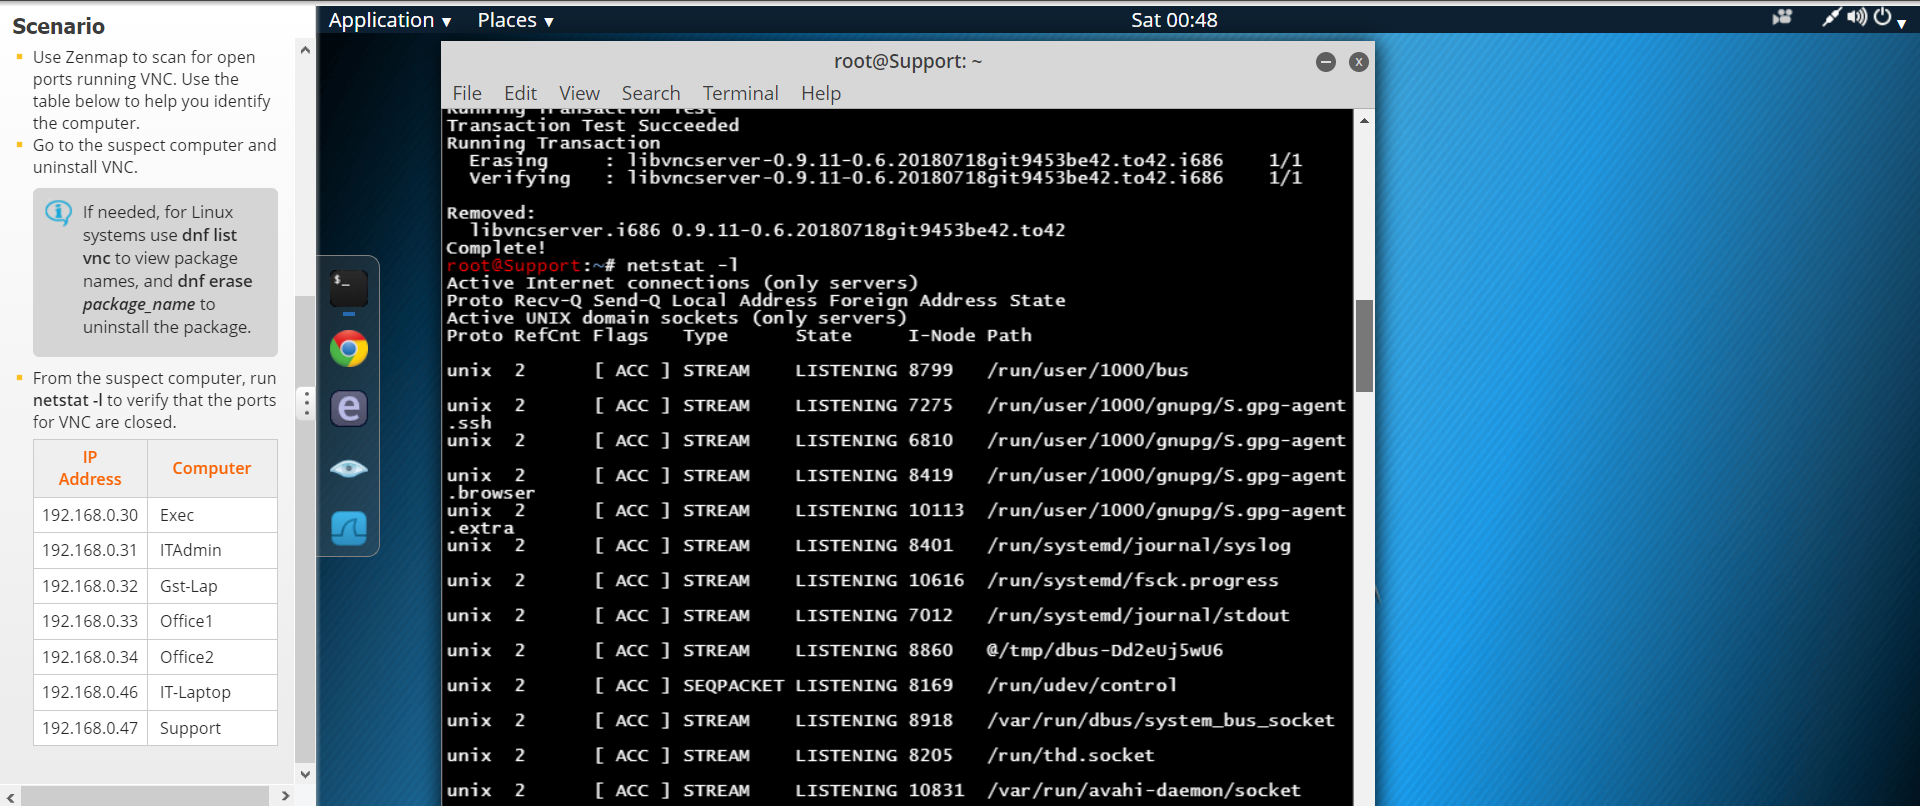 Scenario
Use Zenmap to scan for open
ports running VNC. Use the
table below to help you identify
the computer.
Go to the suspect computer and
uninstall VNC.
If needed, for Linux
systems use dnf list
vnc to view package
names, and dnf erase
package_name to
uninstall the package.
From the suspect computer, run
netstat -l to verify that the ports
for VNC are closed.
IP Address Computer
192.168.0.30 Exec
192.168.0.31 ITAdmin
192.168.0.32 Gst-Lap
192.168.0.33 Office1
192.168.0.34 Office2
192.168.0.46 IT-Laptop
192.168.0.47 Support
Application ▾ Places ▾ Sat 00:48
root@Support: ~
File Edit View Search Terminal Help
Running Transaction Test
Transaction Test Succeeded
Running Transaction
Erasing : libvncserver-0.9.11-0.6.20180718git9453be42.to42.i686 1/1
Verifying : libvncserver-0.9.11-0.6.20180718git9453be42.to42.i686 1/1
Removed:
libvncserver.i686 0.9.11-0.6.20180718git9453be42.to42
Complete!
root@Support:~# netstat -l
Active Internet connections (only servers)
Proto Recv-Q Send-Q Local Address Foreign Address State
Active UNIX domain sockets (only servers)
Proto RefCnt Flags Type State I-Node Path
unix 2 [ ACC ] STREAM LISTENING 8799 /run/user/1000/bus
unix 2 [ ACC ] STREAM LISTENING 7275 /run/user/1000/gnupg/S.gpg-agent
.ssh
unix 2 [ ACC ] STREAM LISTENING 6810 /run/user/1000/gnupg/S.gpg-agent
unix 2 [ ACC ] STREAM LISTENING 8419 /run/user/1000/gnupg/S.gpg-agent
.browser
unix 2 [ ACC ] STREAM LISTENING 10113 /run/user/1000/gnupg/S.gpg-agent
.extra
unix 2 [ ACC ] STREAM LISTENING 8401 /run/systemd/journal/syslog
unix 2 [ ACC ] STREAM LISTENING 10616 /run/systemd/fsck.progress
unix 2 [ ACC ] STREAM LISTENING 7012 /run/systemd/journal/stdout
unix 2 [ ACC ] STREAM LISTENING 8860 @/tmp/dbus-Dd2eUj5wU6
unix 2 [ ACC ] SEQPACKET LISTENING 8169 /run/udev/control
unix 2 [ ACC ] STREAM LISTENING 8918 /var/run/dbus/system_bus_socket
unix 2 [ ACC ] STREAM LISTENING 8205 /run/thd.socket
unix 2 [ ACC ] STREAM LISTENING 10831 /var/run/avahi-daemon/socket